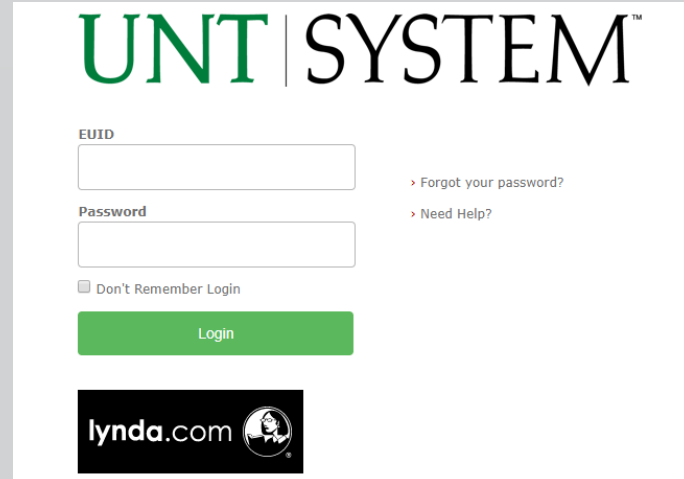 UNT SYSTEM™
EUID
> Forgot your password?
Password
> Need Help?
Don't Remember Login
Login
lynda.com ®